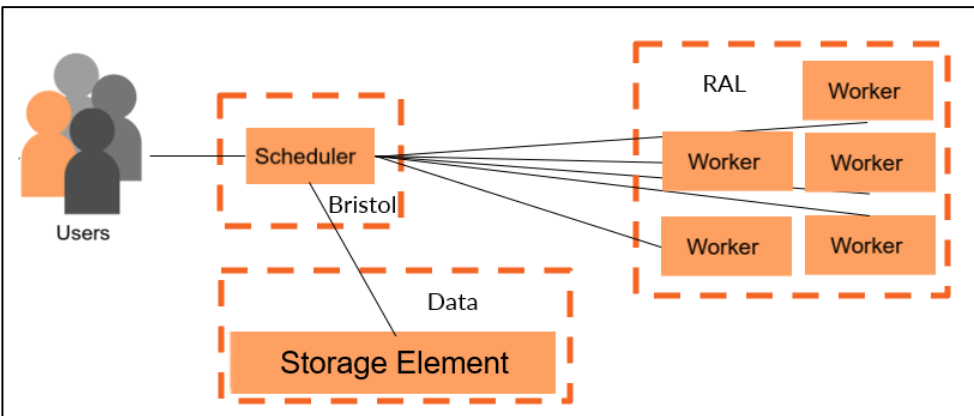 RAL
Worker
Scheduler
Worker
Worker
Bristol
Users
Worker
Worker
Data
Storage Element